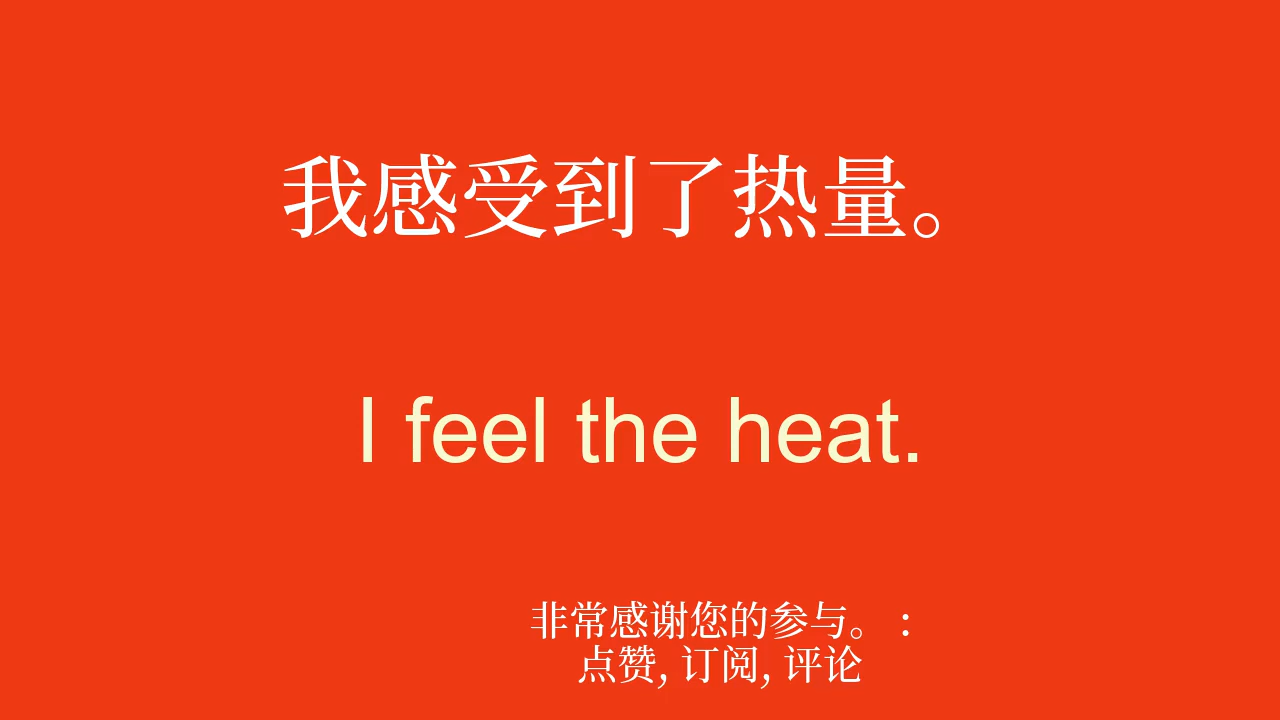 我感受到了热量。
I feel the heat.
非常感谢您的参与。 :
点赞, 订阅, 评论